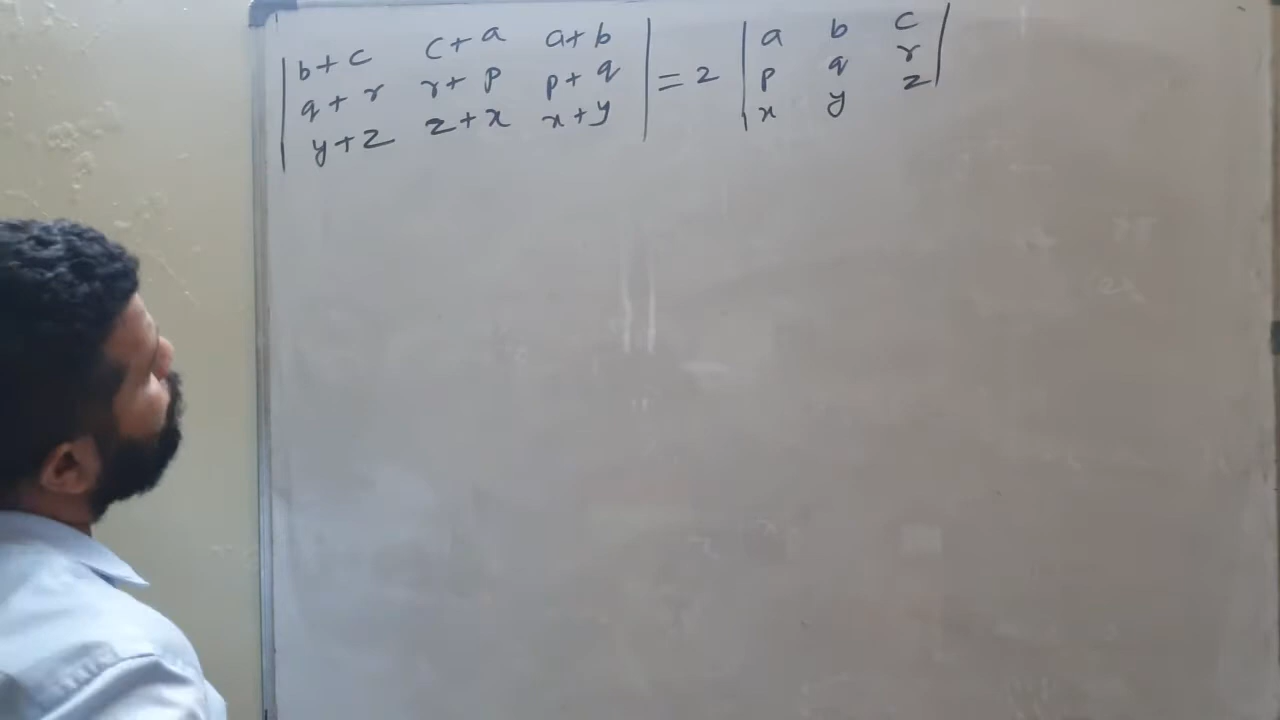 | b+c c+a a+b | = 2 | a b c |
| q+r r+p p+q | | p q r |
| y+z z+x x+y | | x y z |